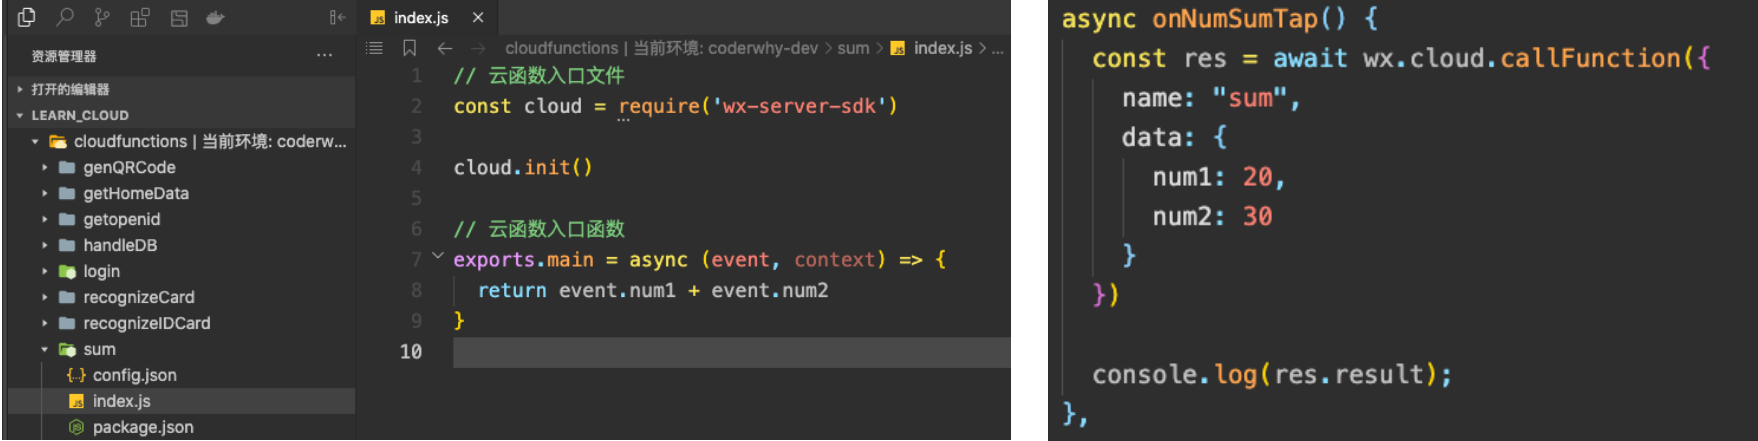 index.js
资源管理器
打开的编辑器
LEARN_CLOUD
cloudfunctions | 当前环境: coderw...
genQRCode
getHomeData
getopenid
handleDB
login
recognizeCard
recognizeIDCard
sum
config.json
index.js
package.json
cloudfunctions | 当前环境: coderwhy-dev > sum > index.js > ...
1 // 云函数入口文件
2 const cloud = require('wx-server-sdk')
3
4 cloud.init()
5
6 // 云函数入口函数
7 exports.main = async (event, context) => {
8 return event.num1 + event.num2
9 }
10
async onNumSumTap() {
const res = await wx.cloud.callFunction({
name: "sum",
data: {
num1: 20,
num2: 30
}
})
console.log(res.result);
},